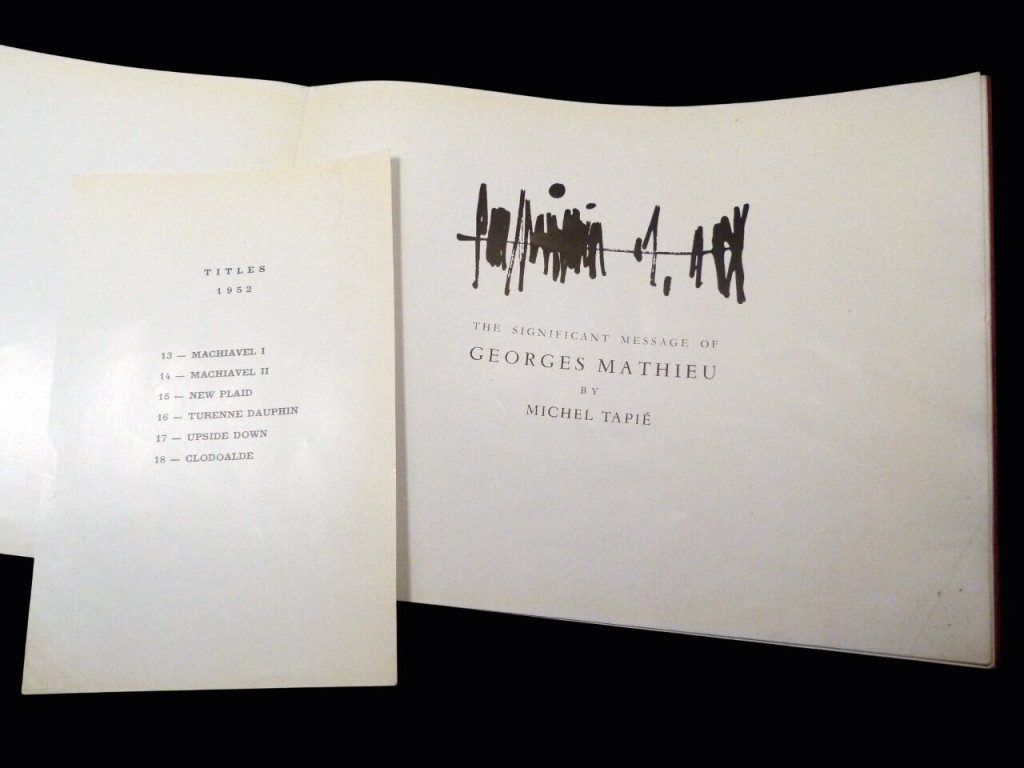 TITLES
1952
13 — MACHIAVEL I
14 — MACHIAVEL II
15 — NEW PLAID
16 — TURENNE DAUPHIN
17 — UPSIDE DOWN
18 — CLODOALDE
THE SIGNIFICANT MESSAGE OF
GEORGES MATHIEU
BY
MICHEL TAPIÉ